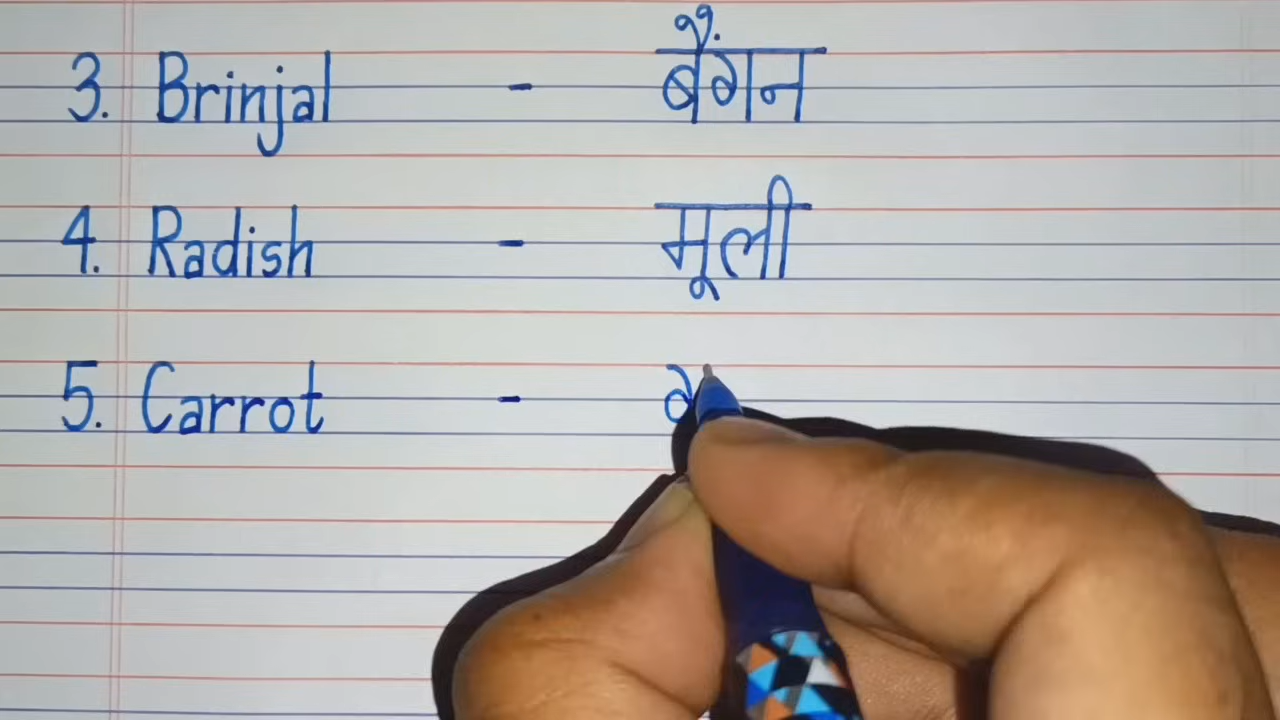 3. Brinjal - बैंगन
4. Radish - मूली
5. Carrot -